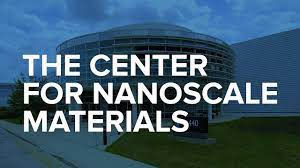 THE CENTER
FOR NANOSCALE
MATERIALS